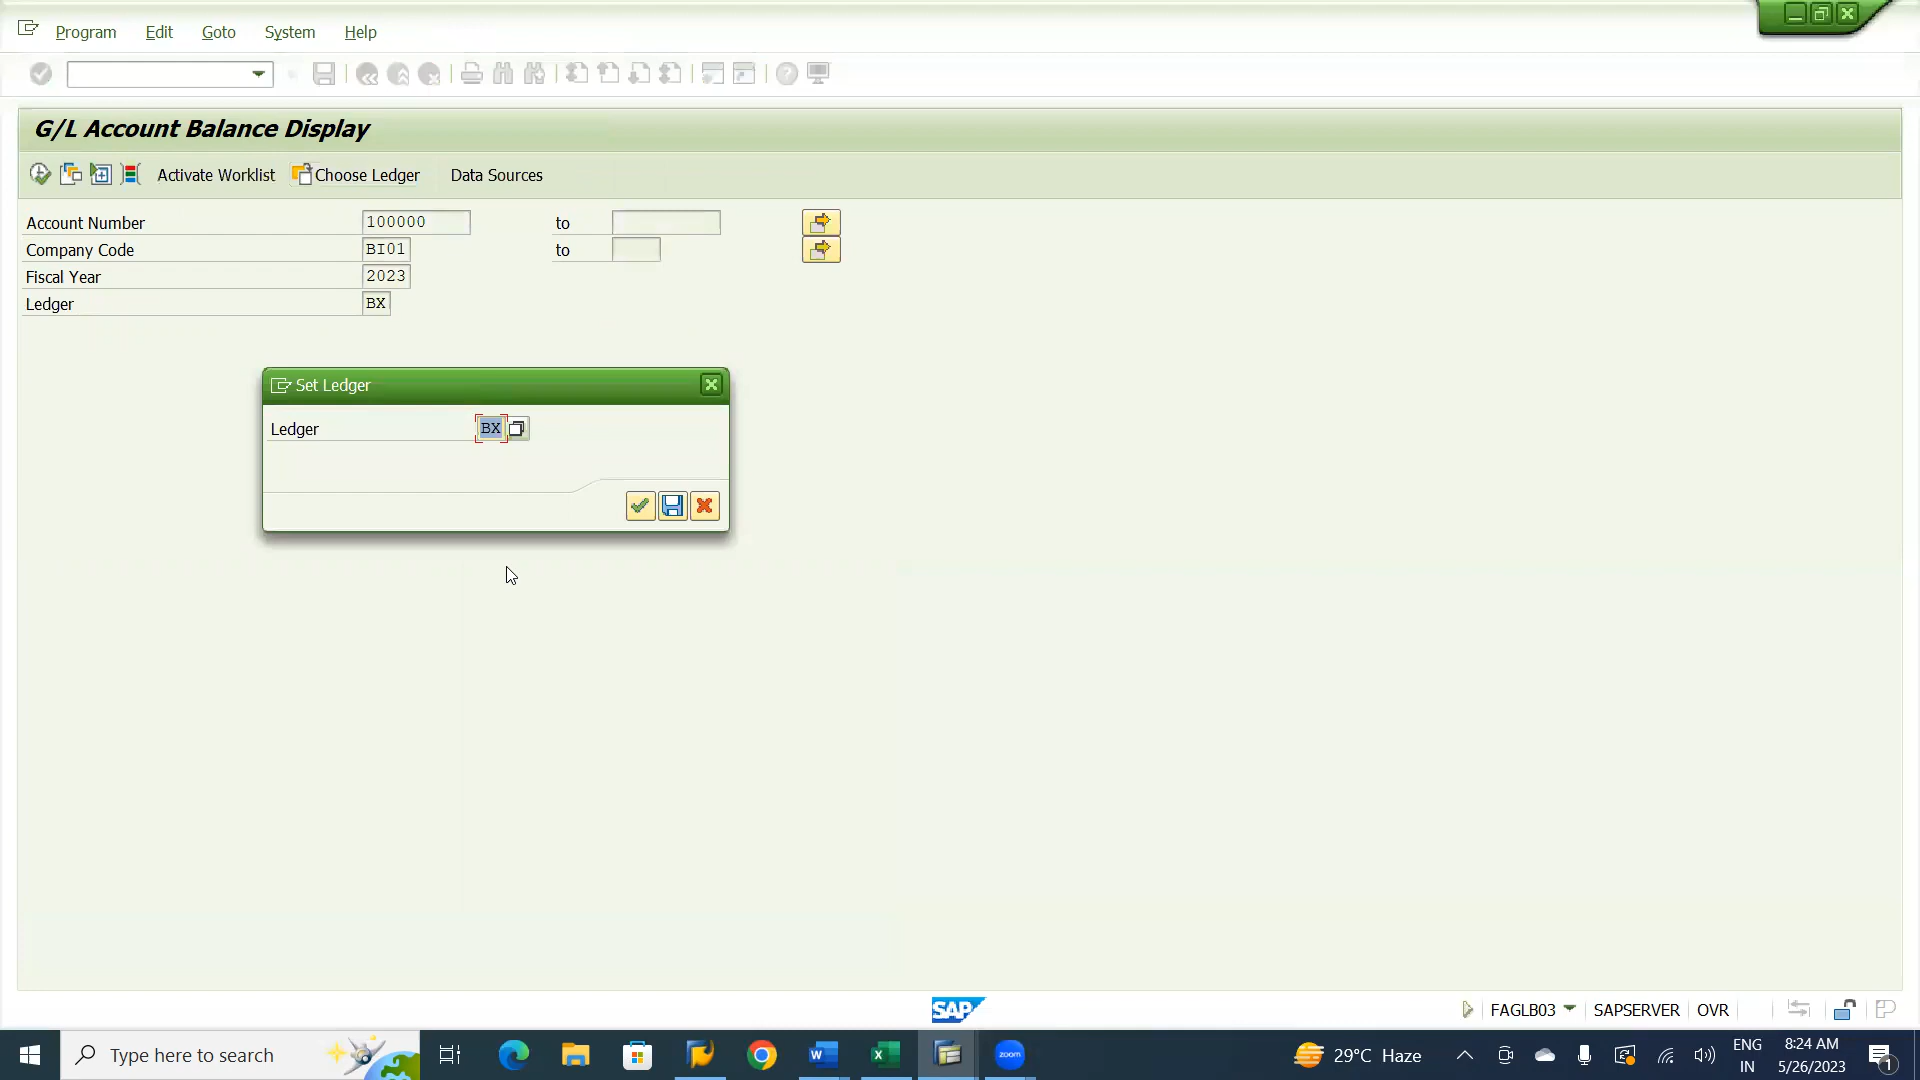 Program Edit Goto System Help
G/L Account Balance Display
Activate Worklist Choose Ledger Data Sources
Account Number 100000 to
Company Code BI01 to
Fiscal Year 2023
Ledger BX
Set Ledger
Ledger BX
SAP FAGLB03 SAPSERVER OVR
Type here to search zoom 29°C Haze ENG IN 8:24 AM 5/26/2023 1